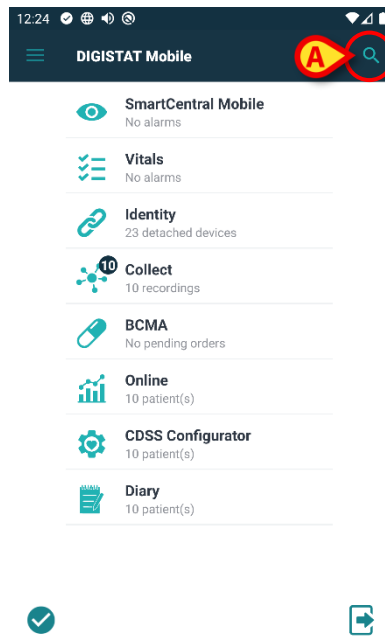 12:24
DIGISTAT Mobile
A
SmartCentral Mobile
No alarms
Vitals
No alarms
Identity
23 detached devices
10
Collect
10 recordings
BCMA
No pending orders
Online
10 patient(s)
CDSS Configurator
10 patient(s)
Diary
10 patient(s)